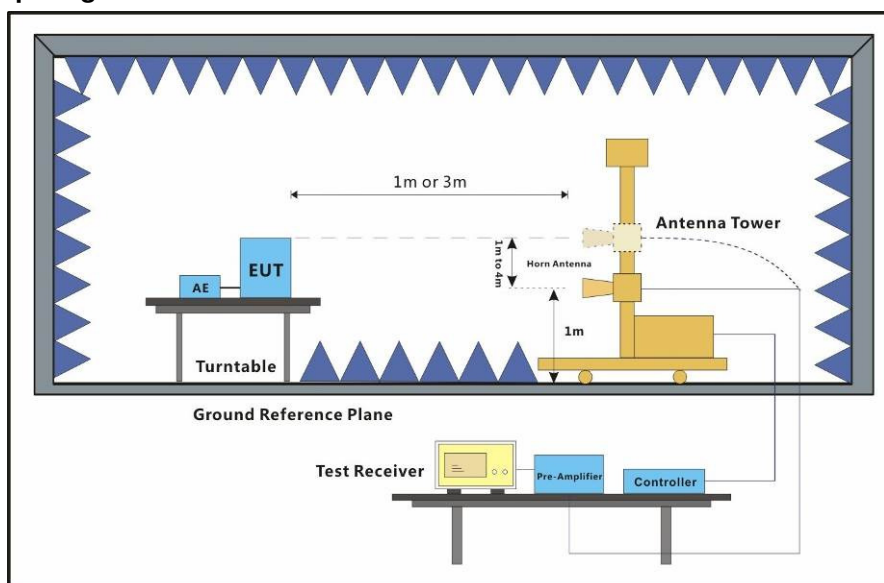 1m or 3m
Antenna Tower
1m to 4m
Horn Antenna
EUT
AE
1m
Turntable
Ground Reference Plane
Test Receiver
Pre-Amplifier
Controller